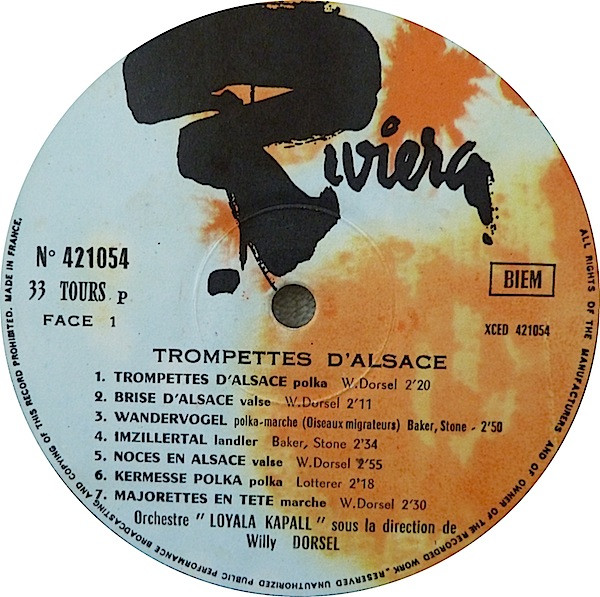 Riviera
N° 421054
33 TOURS P
FACE 1
BIEM
XCED 421054
TROMPETTES D'ALSACE
1. TROMPETTES D'ALSACE polka W.Dorsel 2'20
2. BRISE D'ALSACE valse W.Dorsel 2'11
3. WANDERVOGEL polka-marche (Oiseaux migrateurs) Baker, Stone - 2'50
4. IMZILLERTAL landler Baker, Stone 2'34
5. NOCES EN ALSACE valse W.Dorsel 2'55
6. KERMESSE POLKA polka Lotterer 2'18
7. MAJORETTES EN TETE marche W.Dorsel 2'30
Orchestre " LOYALA KAPALL " sous la direction de
Willy DORSEL
ALL RIGHTS OF THE MANUFACTURERS AND OF OWNER OF THE RECORDED WORK. RESERVED UNAUTHORIZED PUBLIC PERFORMANCE BROADCASTING AND COPYING OF THIS RECORD PROHIBITED. MADE IN FRANCE.